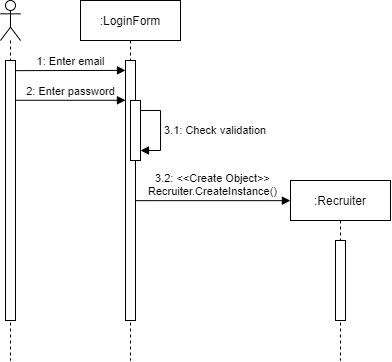 :LoginForm
1: Enter email
2: Enter password
3.1: Check validation
3.2: <<Create Object>>
Recruiter.CreateInstance()
:Recruiter